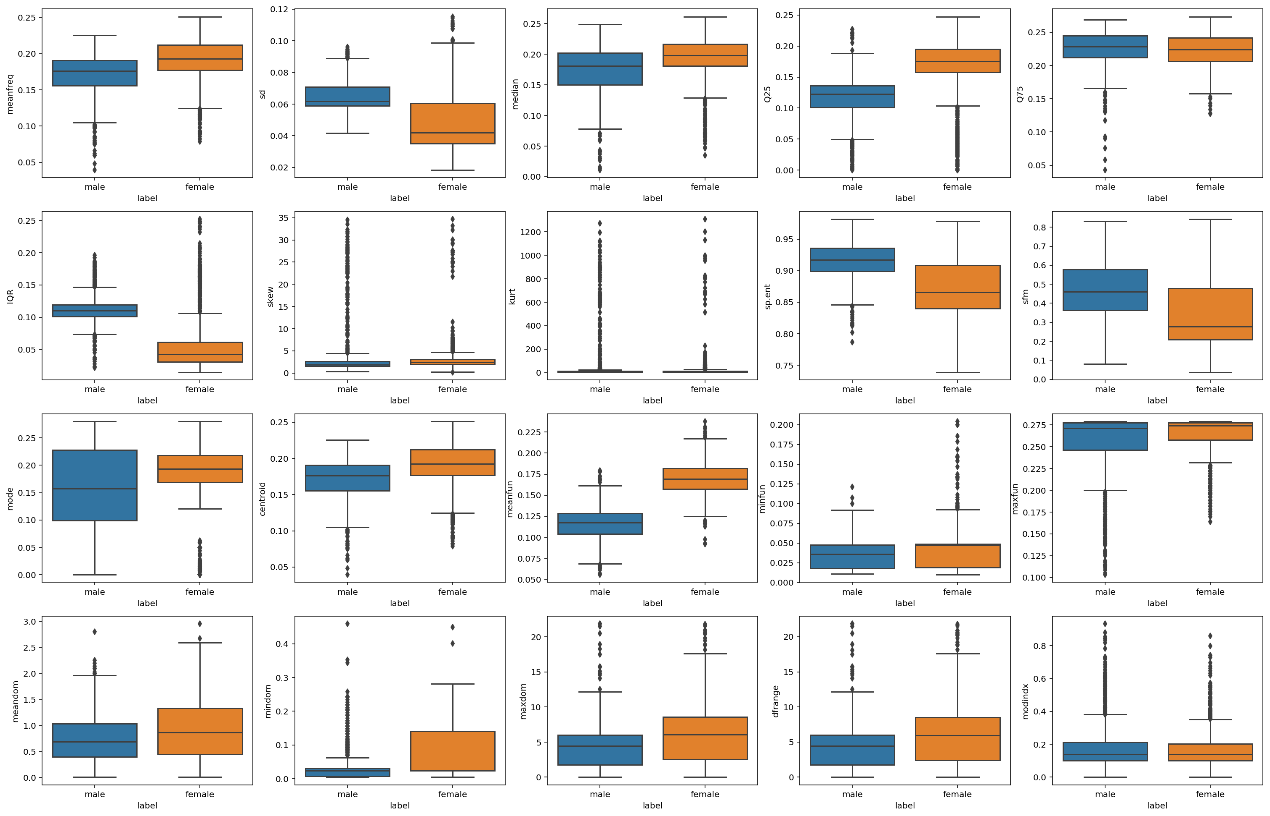 meanfreq
0.25
0.20
0.15
0.10
0.05
male female
label
sd
0.12
0.10
0.08
0.06
0.04
0.02
male female
label
median
0.25
0.20
0.15
0.10
0.05
0.00
male female
label
Q25
0.25
0.20
0.15
0.10
0.05
0.00
male female
label
Q75
0.25
0.20
0.15
0.10
0.05
male female
label
IQR
0.25
0.20
0.15
0.10
0.05
male female
label
skew
35
30
25
20
15
10
5
0
male female
label
kurt
1200
1000
800
600
400
200
0
male female
label
sp.ent
0.95
0.90
0.85
0.80
0.75
male female
label
sfm
0.8
0.7
0.6
0.5
0.4
0.3
0.2
0.1
0.0
male female
label
mode
0.25
0.20
0.15
0.10
0.05
0.00
male female
label
centroid
0.25
0.20
0.15
0.10
0.05
male female
label
meanfun
0.225
0.200
0.175
0.150
0.125
0.100
0.075
0.050
male female
label
minfun
0.200
0.175
0.150
0.125
0.100
0.075
0.050
0.025
0.000
male female
label
maxfun
0.275
0.250
0.225
0.200
0.175
0.150
0.125
0.100
male female
label
meandom
3.0
2.5
2.0
1.5
1.0
0.5
0.0
male female
label
mindom
0.4
0.3
0.2
0.1
0.0
male female
label
maxdom
20
15
10
5
0
male female
label
dfrange
20
15
10
5
0
male female
label
modindx
0.8
0.6
0.4
0.2
0.0
male female
label